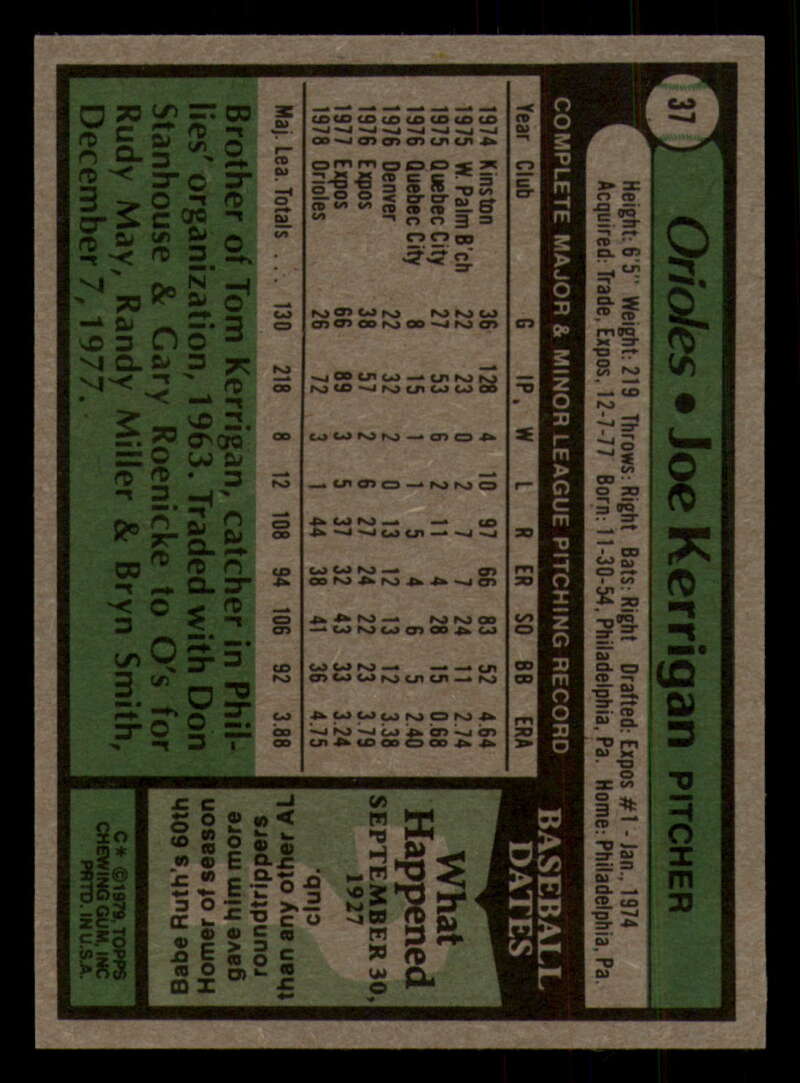 37
Orioles • Joe Kerrigan PITCHER
Height: 6'5" Weight: 219 Throws: Right Bats: Right Drafted: Expos #1 - Jan., 1974
Acquired: Trade, Expos, 12-7-77 Born: 11-30-54, Philadelphia, Pa. Home: Philadelphia, Pa.
COMPLETE MAJOR & MINOR LEAGUE PITCHING RECORD
Year Club G IP. W L R ER SO BB ERA
1974 Kinston 36 128 4 10 97 66 83 52 4.64
1975 W. Palm B'ch 22 23 0 2 7 7 24 11 2.74
1975 Quebec City 27 53 6 2 11 4 28 15 0.68
1976 Quebec City 8 15 1 1 5 4 6 5 2.40
1976 Denver 22 32 2 0 13 12 13 12 3.38
1976 Expos 38 57 2 6 27 24 22 23 3.79
1977 Expos 66 89 3 5 37 32 43 33 3.24
1978 Orioles 26 72 3 1 44 38 41 36 4.75
Maj. Lea. Totals ... 130 218 8 12 108 94 106 92 3.88
Brother of Tom Kerrigan, catcher in Phil-
lies' organization, 1963. Traded with Don
Stanhouse & Gary Roenicke to O's for
Rudy May, Randy Miller & Bryn Smith,
December 7, 1977.
BASEBALL
DATES
What
Happened
SEPTEMBER 30,
1927
than any other AL
club.
roundtrippers
gave him more
Homer of season
Babe Ruth's 60th
C* ©1979, TOPPS
CHEWING GUM, INC
PRTD. IN U.S.A.